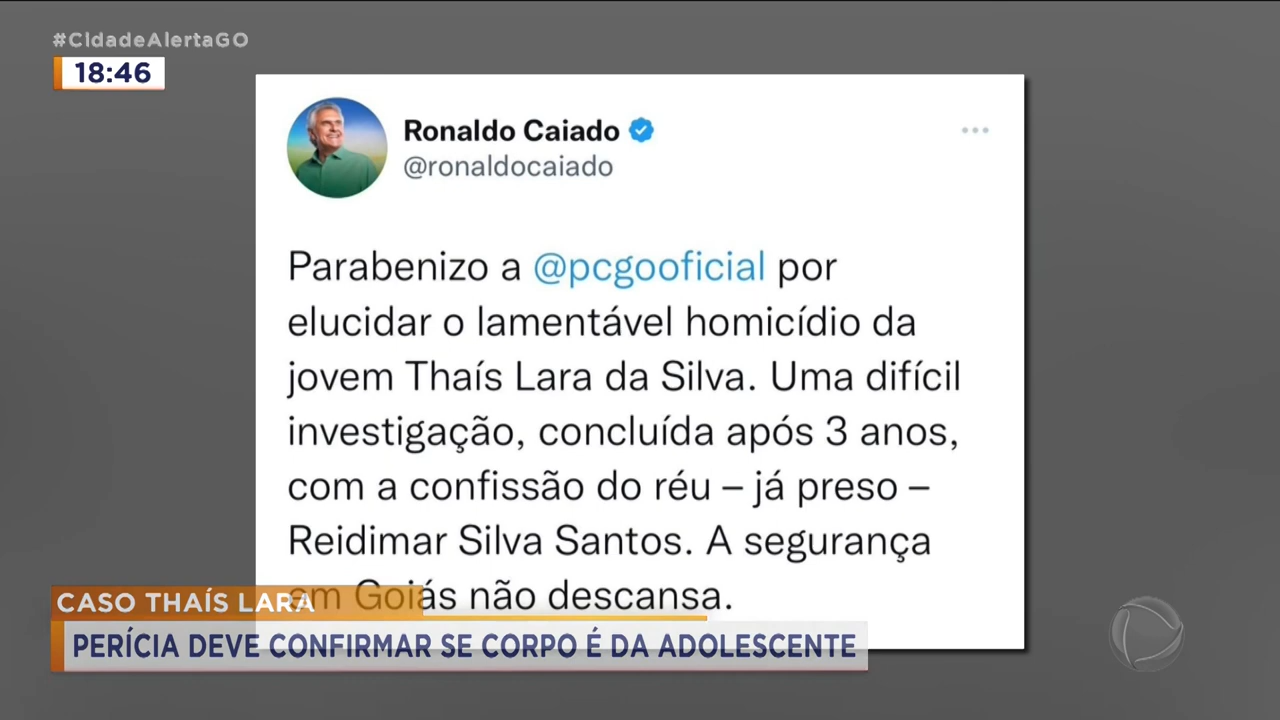 #CidadeAlertaGO
18:46
Ronaldo Caiado
@ronaldocaiado
Parabenizo a @pcgooficial por
elucidar o lamentável homicídio da
jovem Thaís Lara da Silva. Uma difícil
investigação, concluída após 3 anos,
com a confissão do réu – já preso –
Reidimar Silva Santos. A segurança
em Goiás não descansa.
CASO THAÍS LARA
PERÍCIA DEVE CONFIRMAR SE CORPO É DA ADOLESCENTE